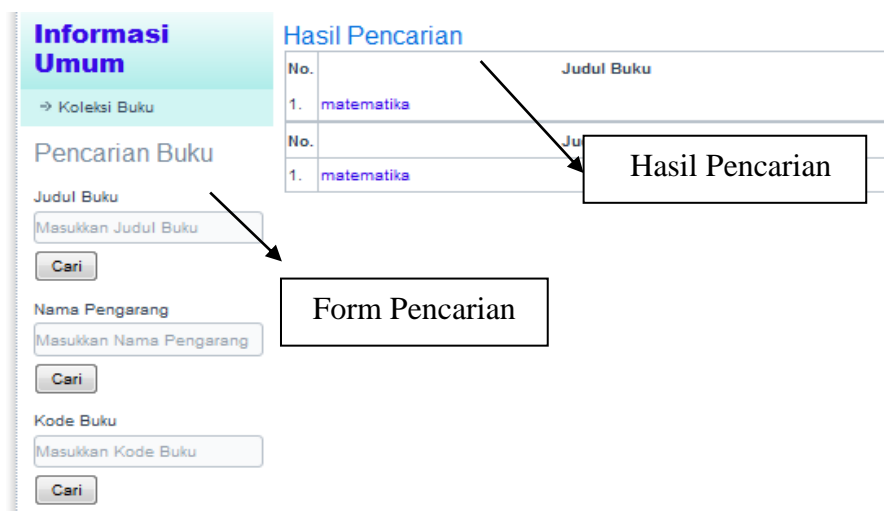 Informasi
Umum
→ Koleksi Buku
Pencarian Buku
Judul Buku
Masukkan Judul Buku
Cari
Nama Pengarang
Masukkan Nama Pengarang
Cari
Kode Buku
Masukkan Kode Buku
Cari
Hasil Pencarian
No. Judul Buku
1. matematika
No.
1. matematika
Hasil Pencarian
Form Pencarian